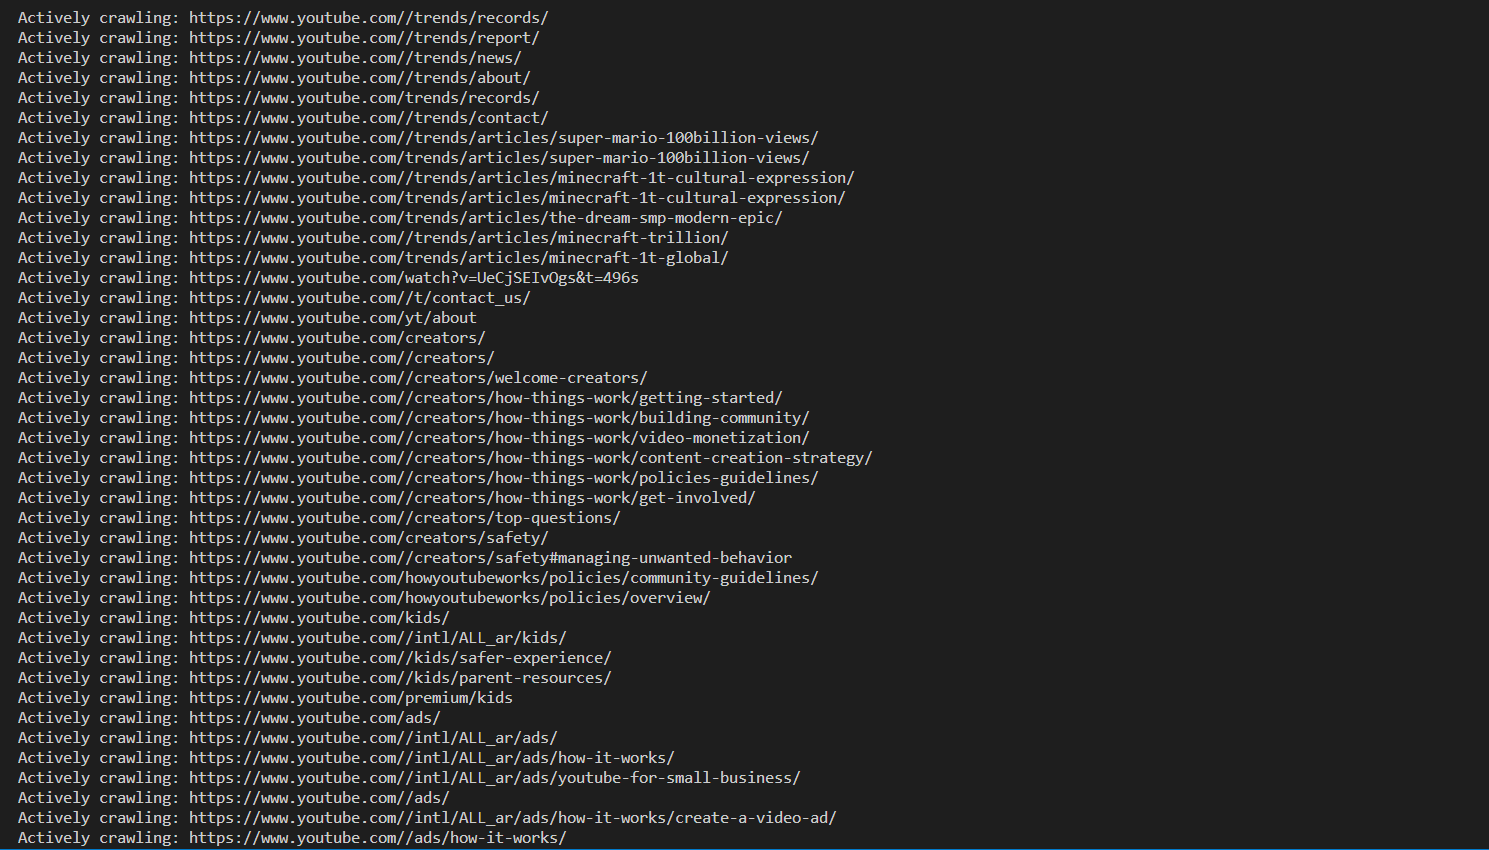 Actively crawling: https://www.youtube.com//trends/records/
Actively crawling: https://www.youtube.com//trends/report/
Actively crawling: https://www.youtube.com//trends/news/
Actively crawling: https://www.youtube.com//trends/about/
Actively crawling: https://www.youtube.com/trends/records/
Actively crawling: https://www.youtube.com//trends/contact/
Actively crawling: https://www.youtube.com//trends/articles/super-mario-100billion-views/
Actively crawling: https://www.youtube.com/trends/articles/super-mario-100billion-views/
Actively crawling: https://www.youtube.com//trends/articles/minecraft-1t-cultural-expression/
Actively crawling: https://www.youtube.com/trends/articles/minecraft-1t-cultural-expression/
Actively crawling: https://www.youtube.com/trends/articles/the-dream-smp-modern-epic/
Actively crawling: https://www.youtube.com//trends/articles/minecraft-trillion/
Actively crawling: https://www.youtube.com/trends/articles/minecraft-1t-global/
Actively crawling: https://www.youtube.com/watch?v=UeCjSEIvOgs&t=496s
Actively crawling: https://www.youtube.com//t/contact_us/
Actively crawling: https://www.youtube.com/yt/about
Actively crawling: https://www.youtube.com/creators/
Actively crawling: https://www.youtube.com//creators/
Actively crawling: https://www.youtube.com//creators/welcome-creators/
Actively crawling: https://www.youtube.com//creators/how-things-work/getting-started/
Actively crawling: https://www.youtube.com//creators/how-things-work/building-community/
Actively crawling: https://www.youtube.com//creators/how-things-work/video-monetization/
Actively crawling: https://www.youtube.com//creators/how-things-work/content-creation-strategy/
Actively crawling: https://www.youtube.com//creators/how-things-work/policies-guidelines/
Actively crawling: https://www.youtube.com//creators/how-things-work/get-involved/
Actively crawling: https://www.youtube.com//creators/top-questions/
Actively crawling: https://www.youtube.com/creators/safety/
Actively crawling: https://www.youtube.com//creators/safety#managing-unwanted-behavior
Actively crawling: https://www.youtube.com/howyoutubeworks/policies/community-guidelines/
Actively crawling: https://www.youtube.com/howyoutubeworks/policies/overview/
Actively crawling: https://www.youtube.com/kids/
Actively crawling: https://www.youtube.com//intl/ALL_ar/kids/
Actively crawling: https://www.youtube.com//kids/safer-experience/
Actively crawling: https://www.youtube.com//kids/parent-resources/
Actively crawling: https://www.youtube.com/premium/kids
Actively crawling: https://www.youtube.com/ads/
Actively crawling: https://www.youtube.com//intl/ALL_ar/ads/
Actively crawling: https://www.youtube.com//intl/ALL_ar/ads/how-it-works/
Actively crawling: https://www.youtube.com//intl/ALL_ar/ads/youtube-for-small-business/
Actively crawling: https://www.youtube.com//ads/
Actively crawling: https://www.youtube.com//intl/ALL_ar/ads/how-it-works/create-a-video-ad/
Actively crawling: https://www.youtube.com//ads/how-it-works/